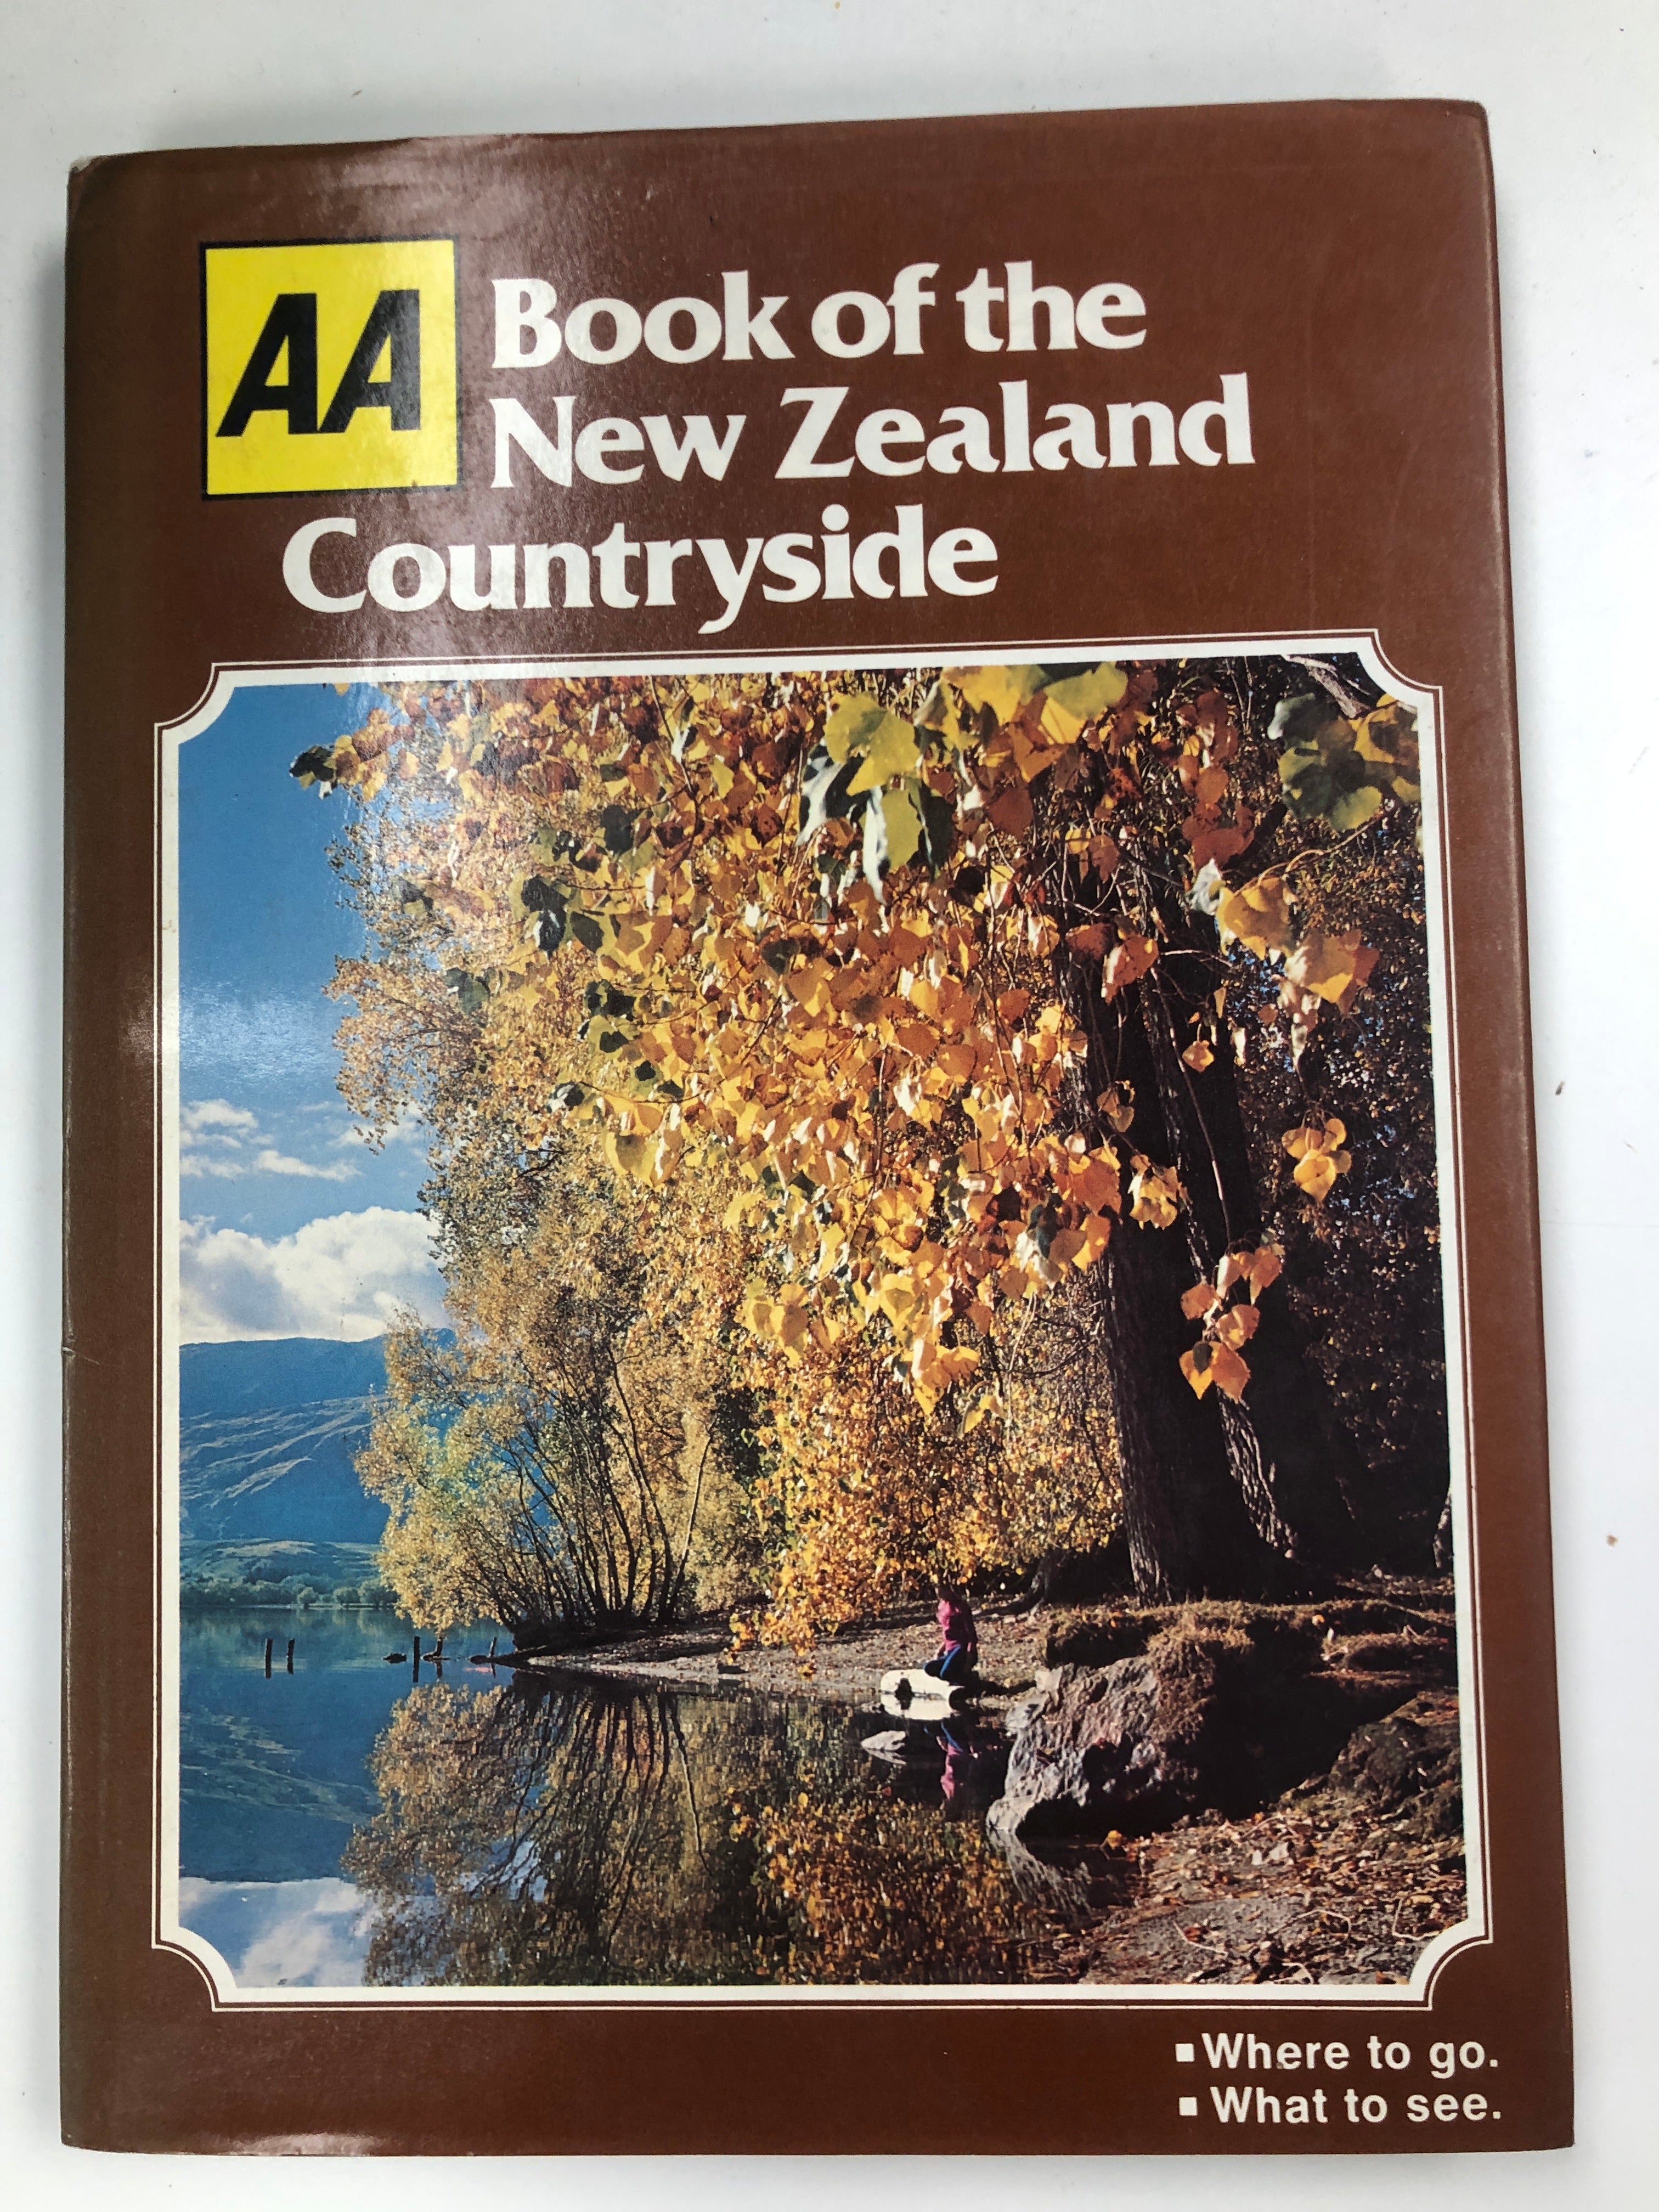 AA
Book of the
New Zealand
Countryside
▪Where to go.
▪What to see.